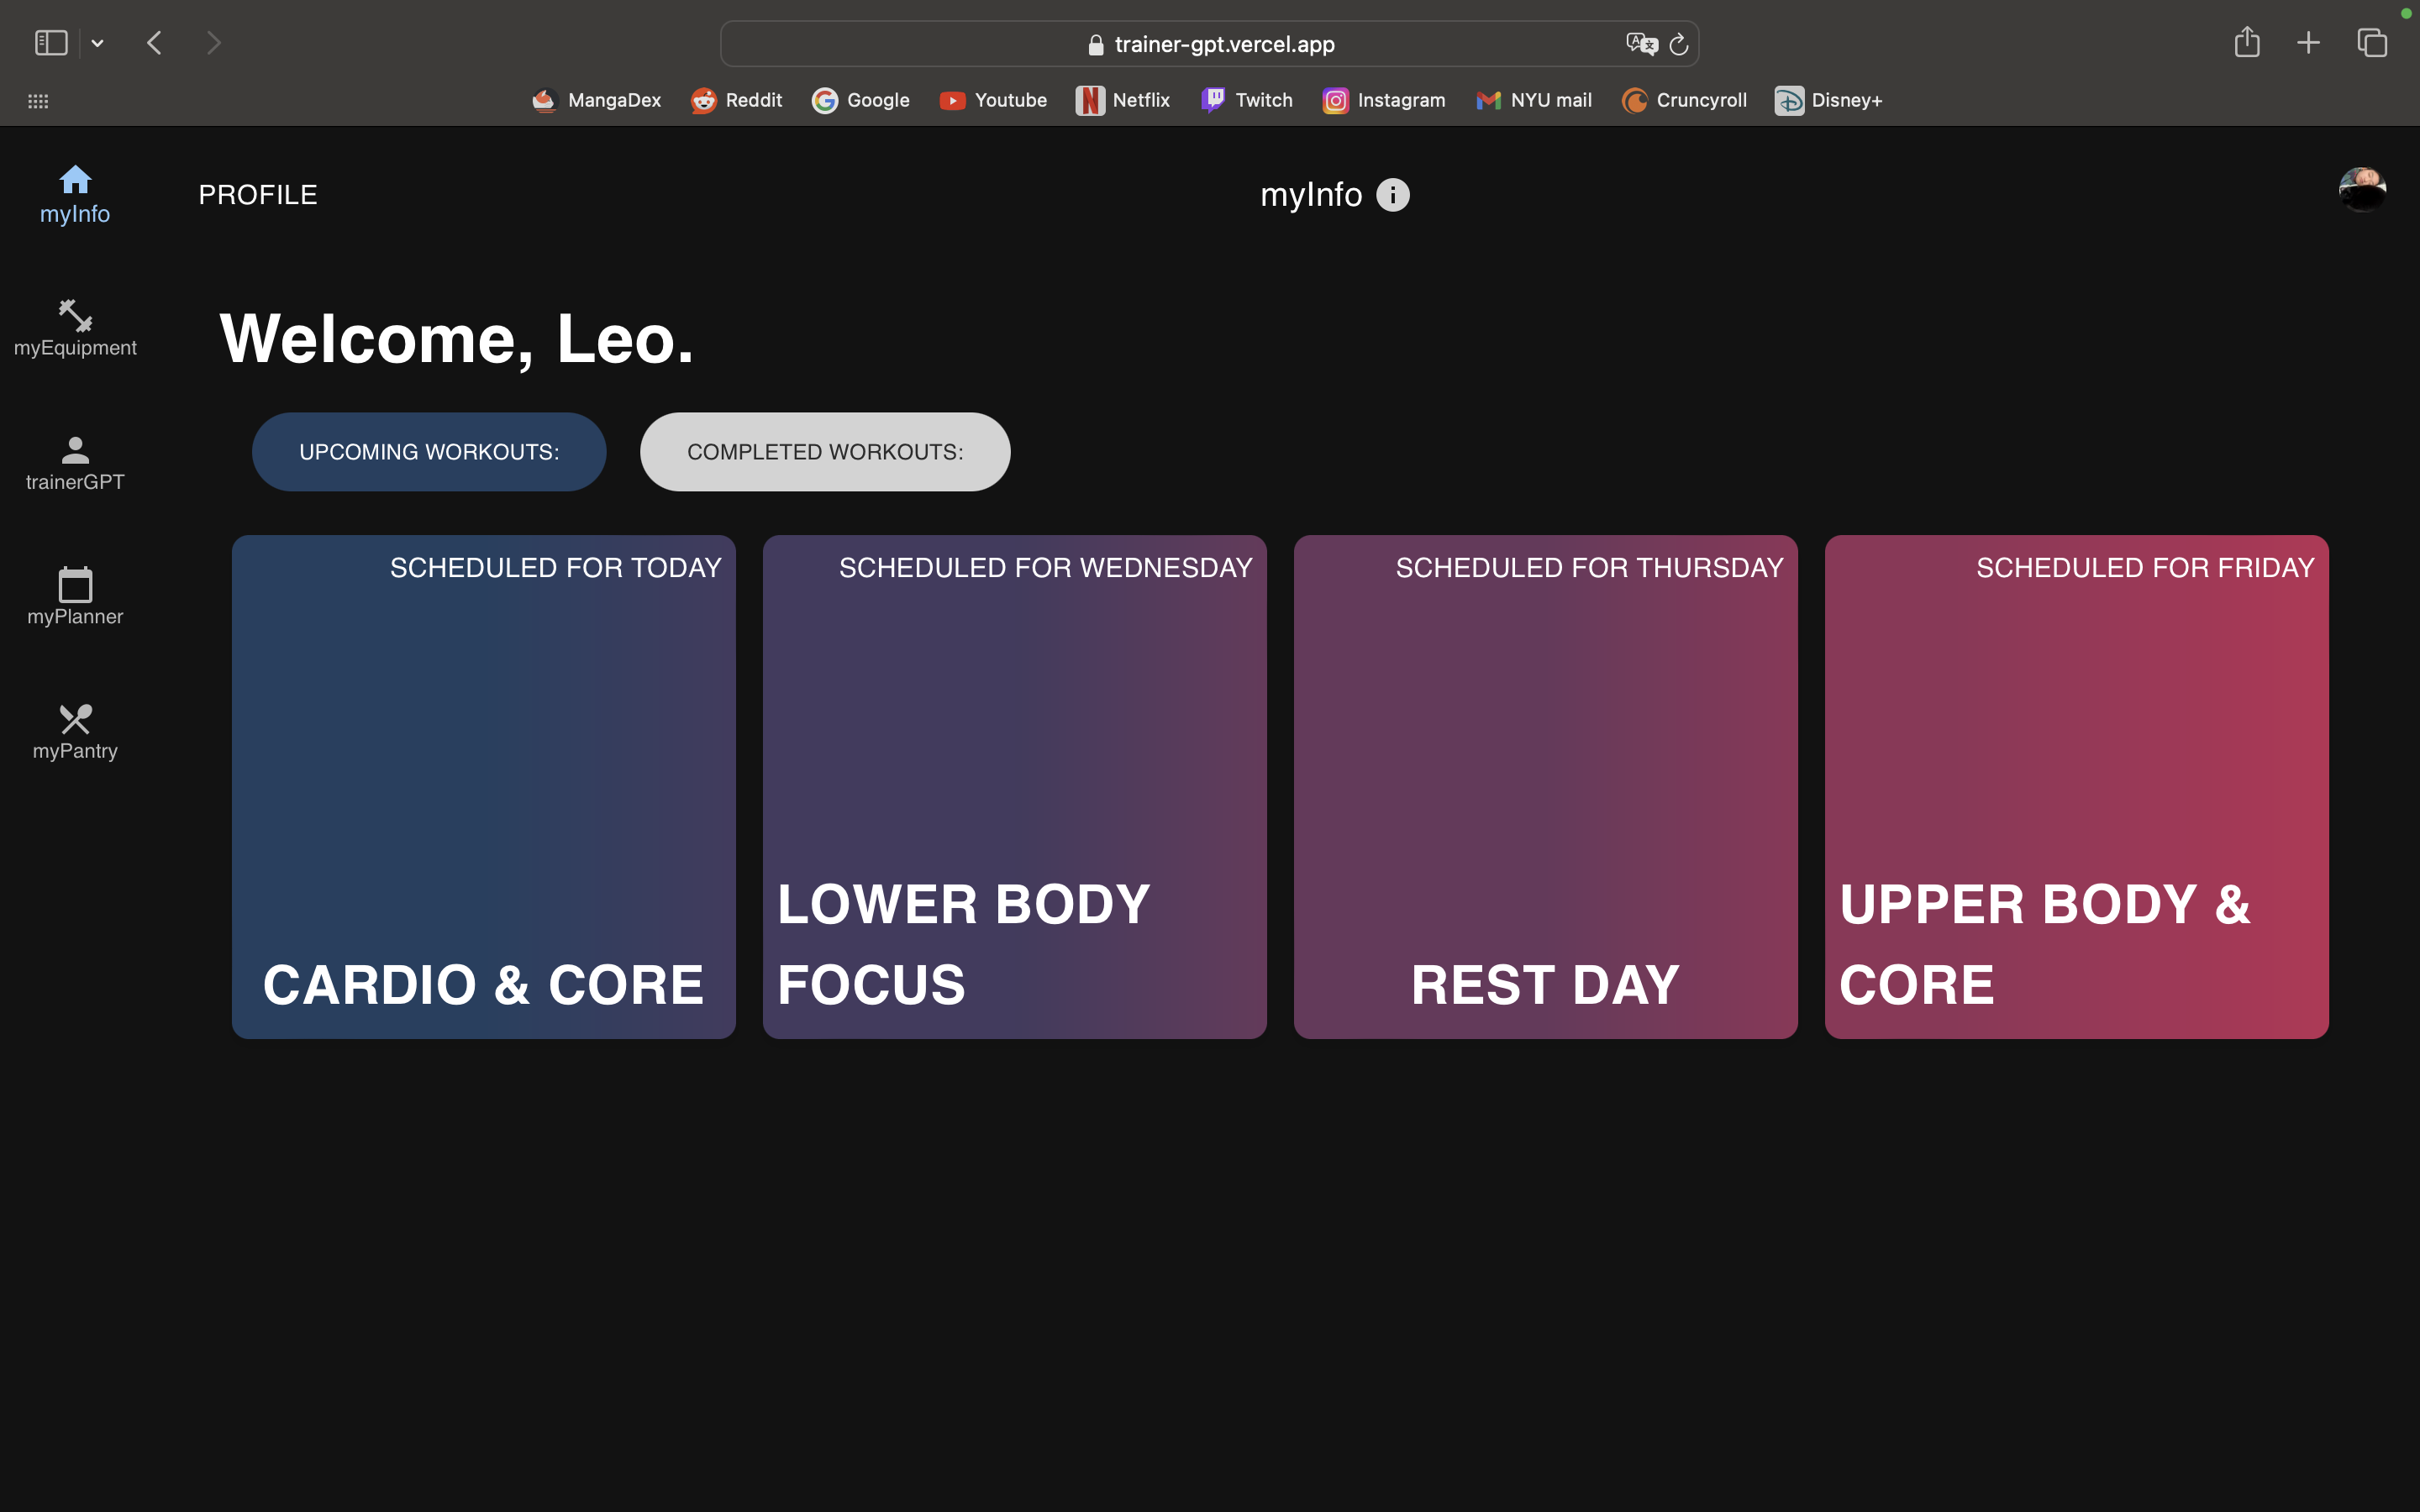 trainer-gpt.vercel.app
MangaDex Reddit Google Youtube Netflix Twitch Instagram NYU mail Cruncyroll Disney+
myInfo
PROFILE
myInfo
myEquipment
trainerGPT
myPlanner
myPantry
Welcome, Leo.
UPCOMING WORKOUTS:
COMPLETED WORKOUTS:
SCHEDULED FOR TODAY
CARDIO & CORE
SCHEDULED FOR WEDNESDAY
LOWER BODY
FOCUS
SCHEDULED FOR THURSDAY
REST DAY
SCHEDULED FOR FRIDAY
UPPER BODY &
CORE